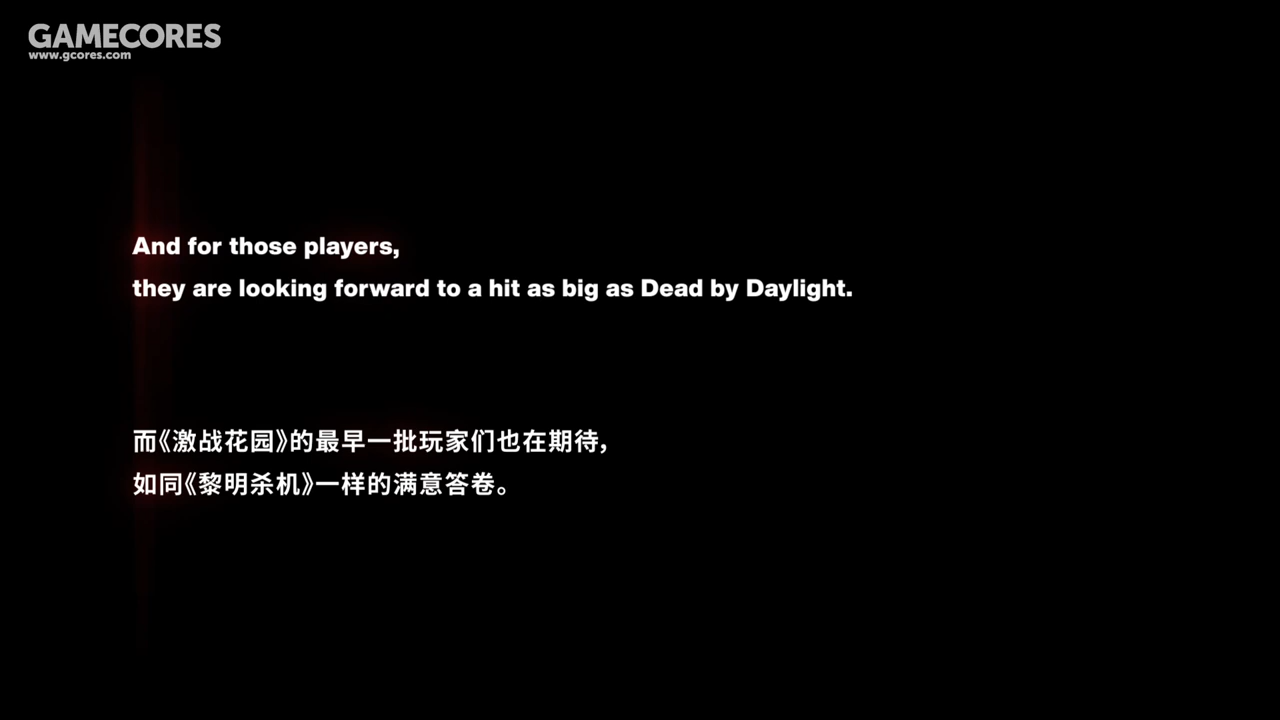 GAMECORES
www.gcores.com
And for those players,
they are looking forward to a hit as big as Dead by Daylight.
而《激战花园》的最早一批玩家们也在期待，
如同《黎明杀机》一样的满意答卷。